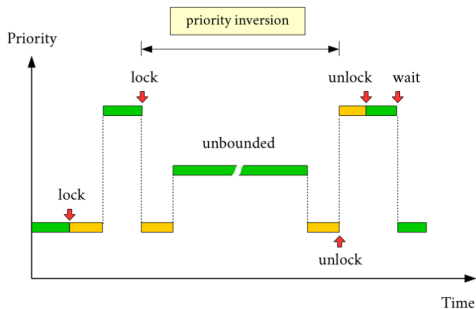 priority inversion
Priority
lock
unlock
wait
unbounded
lock
unlock
Time